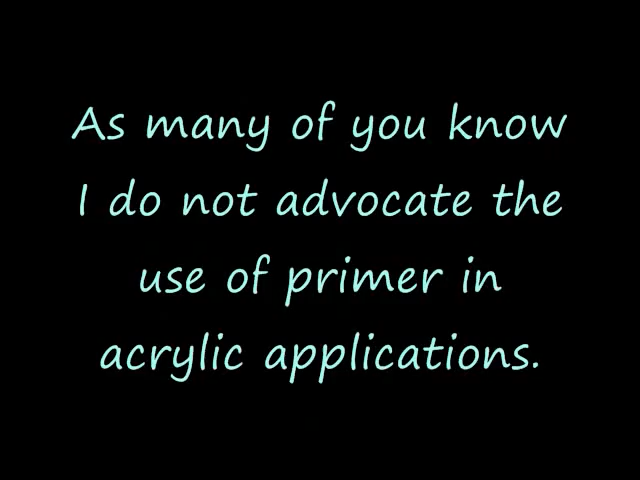 As many of you know
I do not advocate the
use of primer in
acrylic applications.